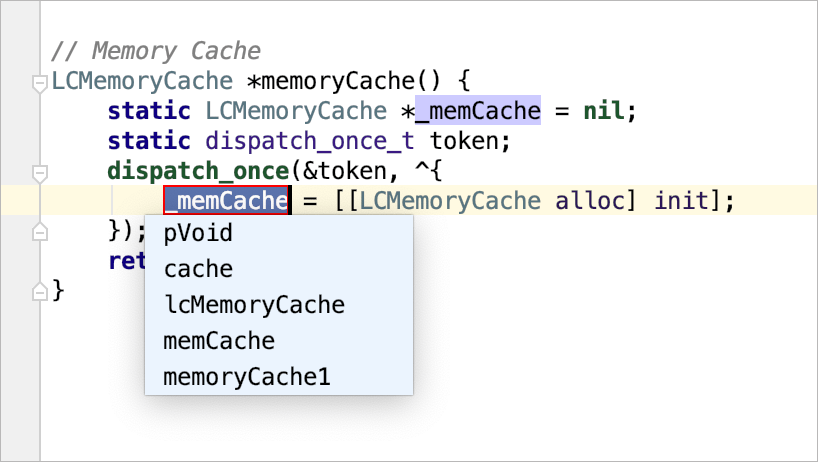 // Memory Cache
LCMemoryCache *memoryCache() {
static LCMemoryCache *_memCache = nil;
static dispatch_once_t token;
dispatch_once(&token, ^{
_memCache = [[LCMemoryCache alloc] init];
});
ret
}
pVoid
cache
lcMemoryCache
memCache
memoryCache1